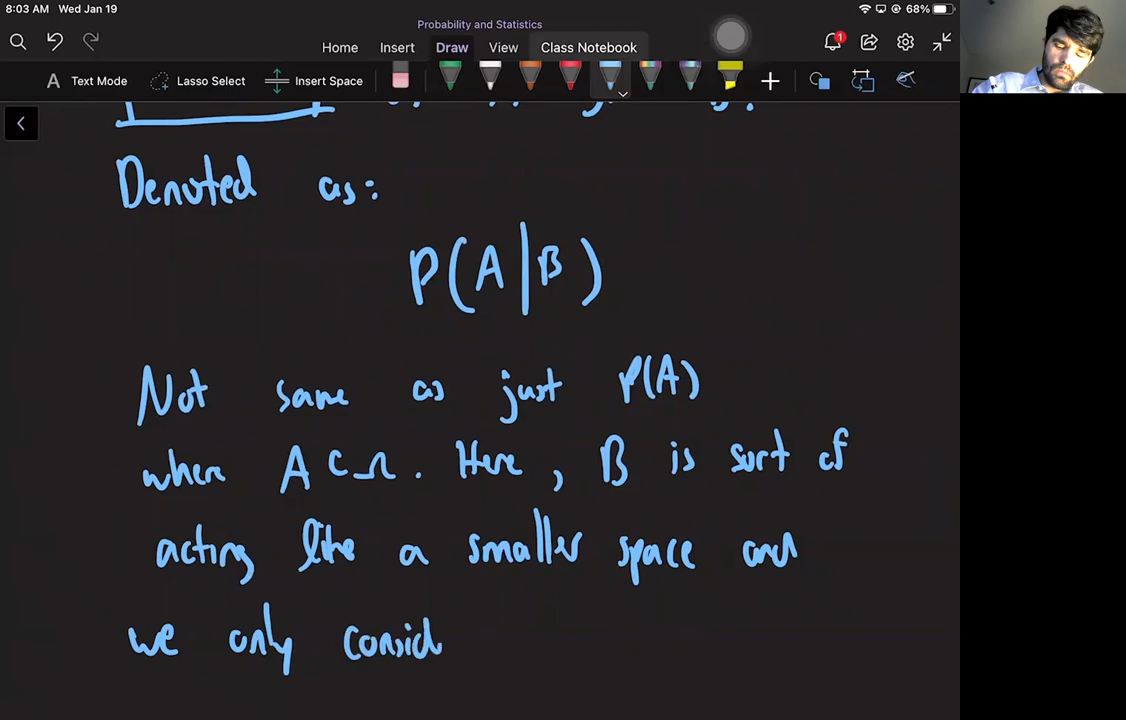 8:03 AM Wed Jan 19
68%
Probability and Statistics
Home Insert Draw View Class Notebook
1
Text Mode Lasso Select Insert Space
Denoted as:
P(A|B)
Not same as just P(A)
where A ⊂ Ω. Here, B is sort of
acting like a smaller space and
we only consid